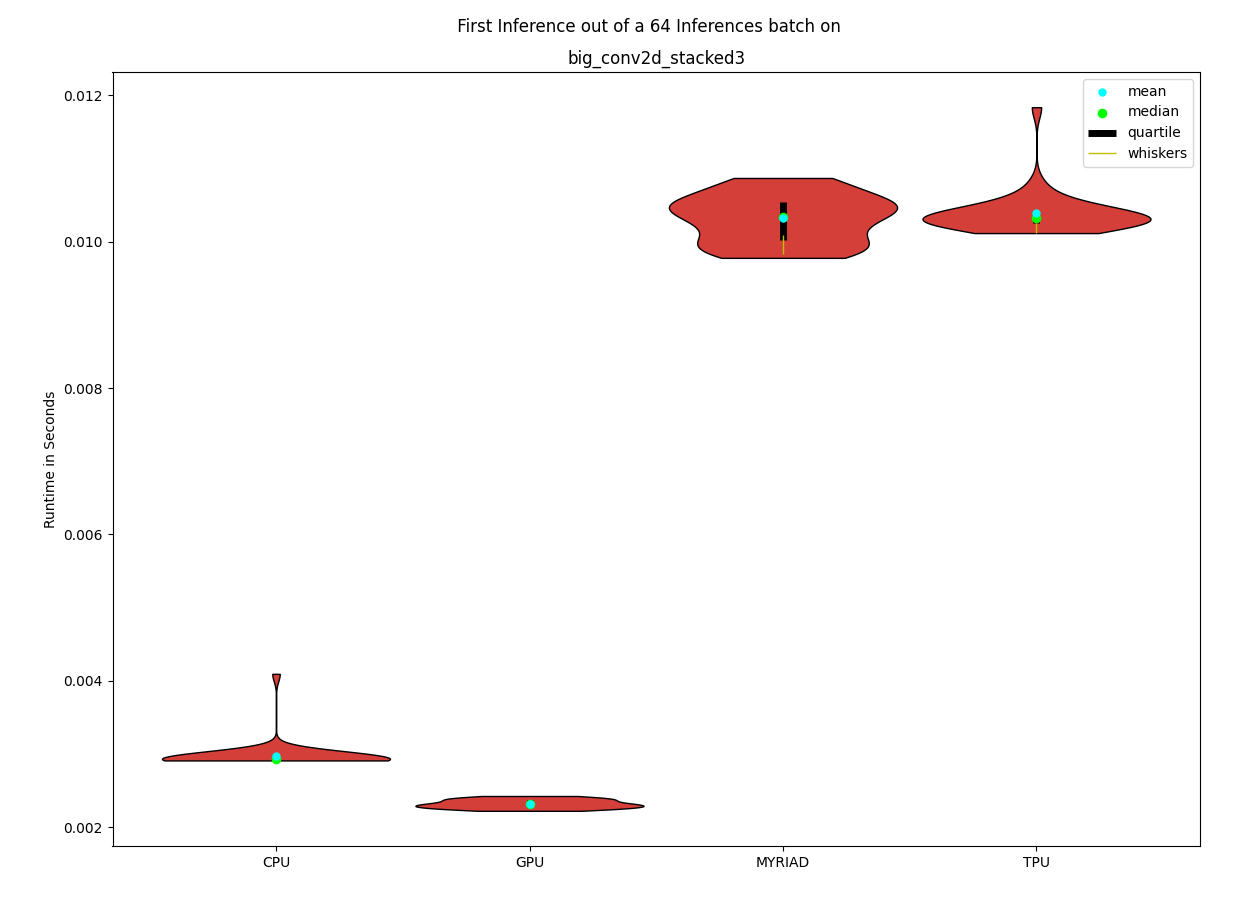 First Inference out of a 64 Inferences batch on
big_conv2d_stacked3
0.012
0.010
0.008
0.006
0.004
0.002
Runtime in Seconds
mean
median
quartile
whiskers
CPU
GPU
MYRIAD
TPU